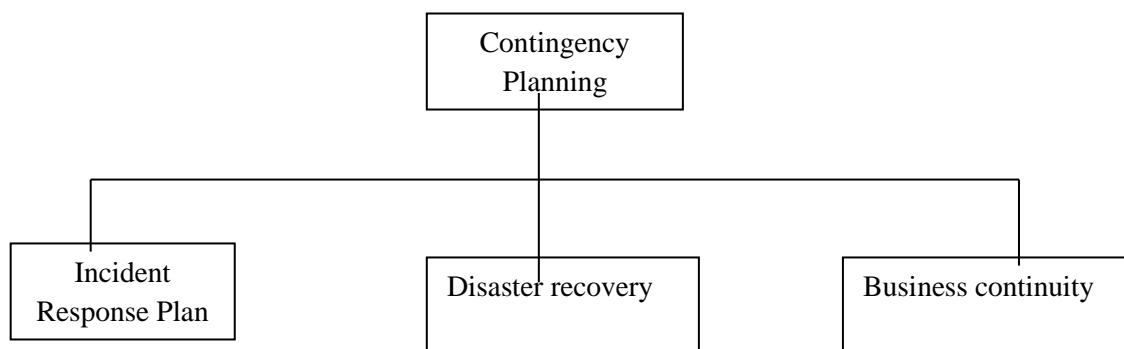 Contingency
Planning
Incident
Response Plan
Disaster recovery
Business continuity